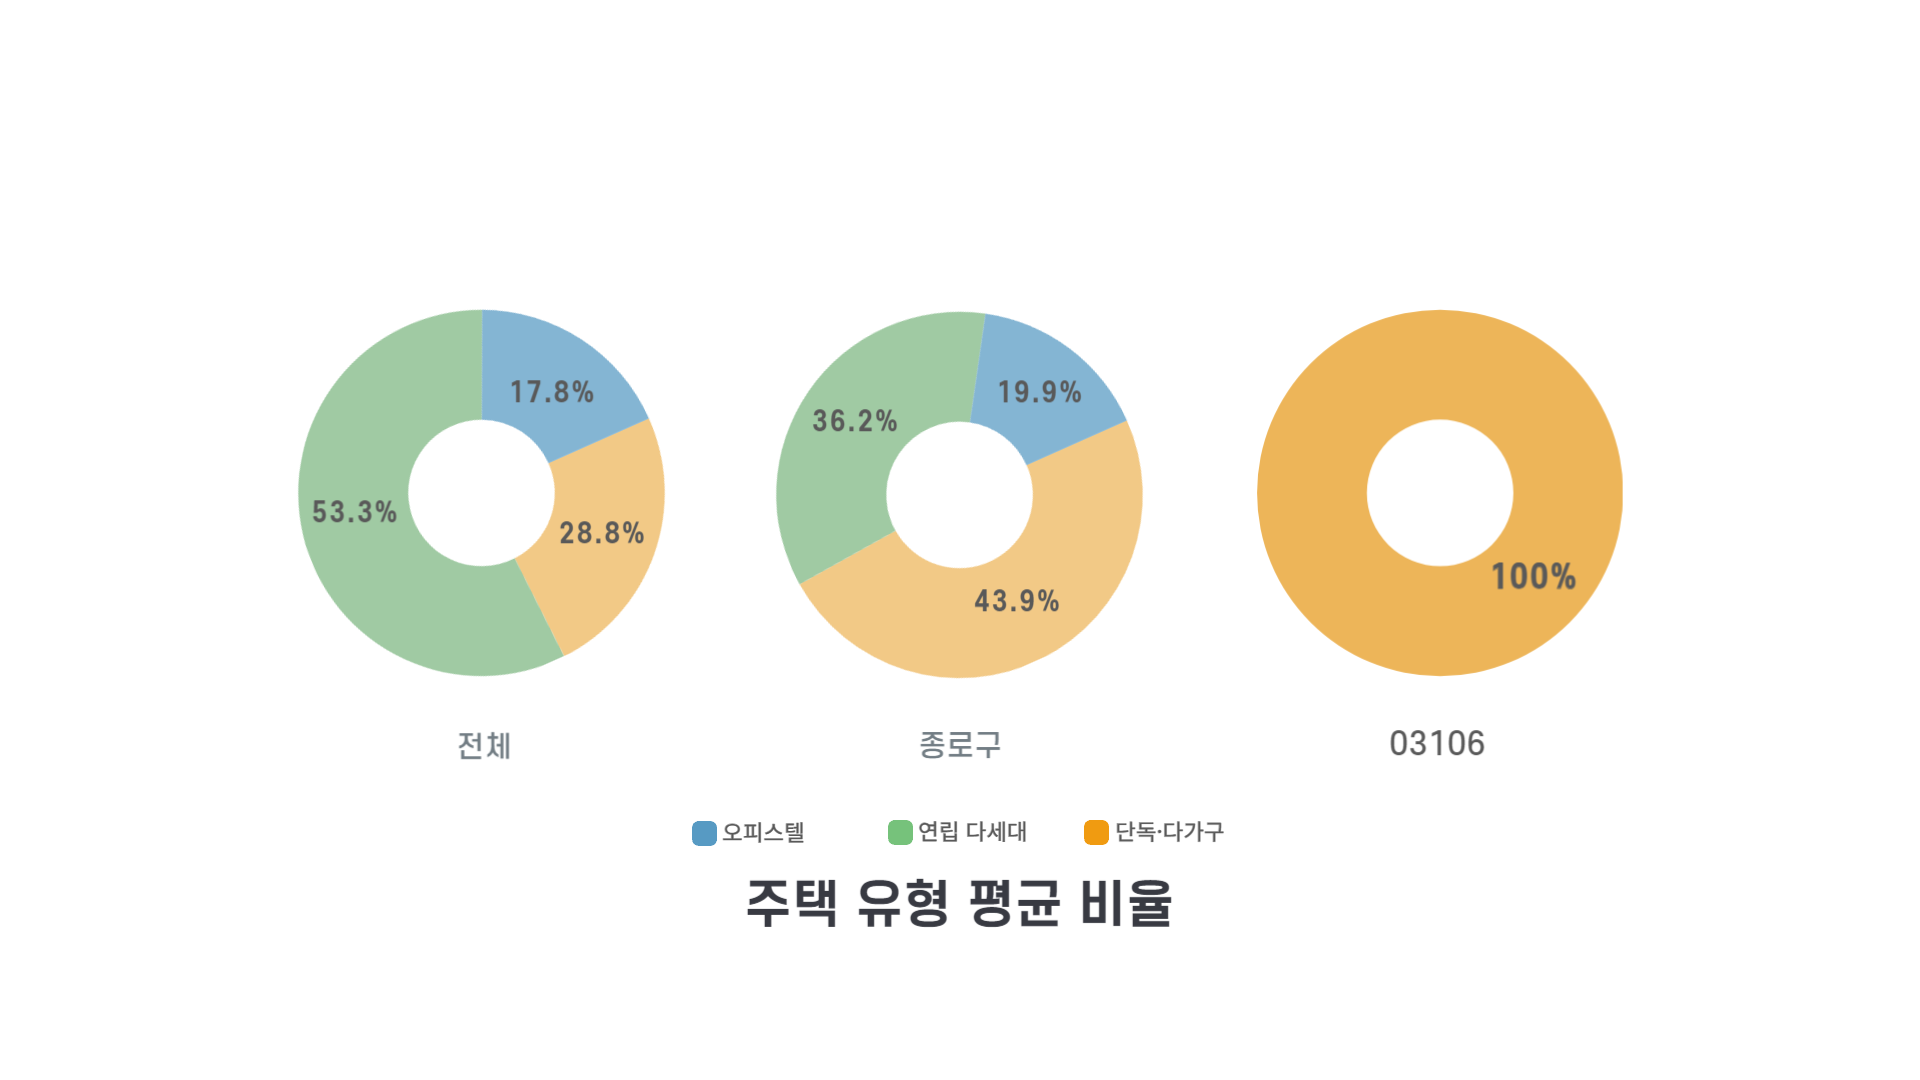 17.8%
28.8%
53.3%
전체
19.9%
43.9%
36.2%
종로구
100%
03106
오피스텔
연립 다세대
단독·다가구
주택 유형 평균 비율